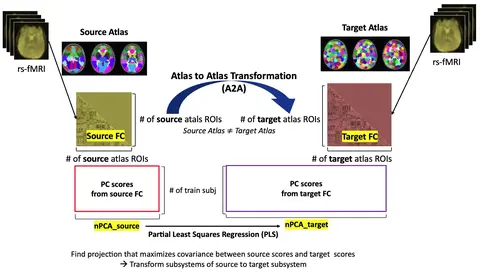 Source Atlas
Target Atlas
rs-fMRI
rs-fMRI
Atlas to Atlas Transformation
(A2A)
# of source atals ROIs
# of target atlas ROIs
Source Atlas ≠ Target Atlas
Source FC
Target FC
# of source atlas ROIs
# of target atlas ROIs
PC scores
from source FC
# of train subj
PC scores
from target FC
nPCA_source
nPCA_target
Partial Least Squares Regression (PLS)
Find projection that maximizes covariance between source scores and target scores
→ Transform subsystems of source to target subsystem